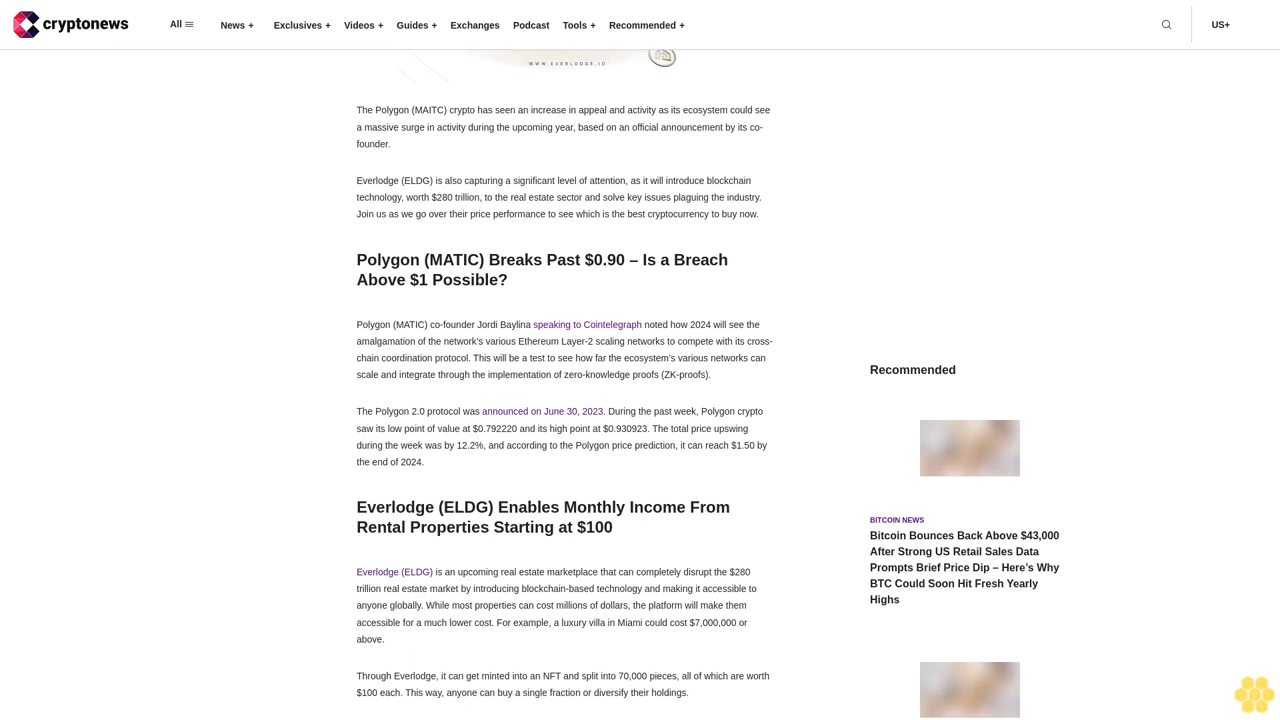 cryptonews
All
News +
Exclusives +
Videos +
Guides +
Exchanges
Podcast
Tools +
Recommended +
US+
WWW.EVERLODGE.IO
The Polygon (MAITC) crypto has seen an increase in appeal and activity as its ecosystem could see
a massive surge in activity during the upcoming year, based on an official announcement by its co-
founder.
Everlodge (ELDG) is also capturing a significant level of attention, as it will introduce blockchain
technology, worth $280 trillion, to the real estate sector and solve key issues plaguing the industry.
Join us as we go over their price performance to see which is the best cryptocurrency to buy now.
Polygon (MATIC) Breaks Past $0.90 – Is a Breach
Above $1 Possible?
Polygon (MATIC) co-founder Jordi Baylina speaking to Cointelegraph noted how 2024 will see the
amalgamation of the network’s various Ethereum Layer-2 scaling networks to compete with its cross-
chain coordination protocol. This will be a test to see how far the ecosystem’s various networks can
scale and integrate through the implementation of zero-knowledge proofs (ZK-proofs).
The Polygon 2.0 protocol was announced on June 30, 2023. During the past week, Polygon crypto
saw its low point of value at $0.792220 and its high point at $0.930923. The total price upswing
during the week was by 12.2%, and according to the Polygon price prediction, it can reach $1.50 by
the end of 2024.
Everlodge (ELDG) Enables Monthly Income From
Rental Properties Starting at $100
Everlodge (ELDG) is an upcoming real estate marketplace that can completely disrupt the $280
trillion real estate market by introducing blockchain-based technology and making it accessible to
anyone globally. While most properties can cost millions of dollars, the platform will make them
accessible for a much lower cost. For example, a luxury villa in Miami could cost $7,000,000 or
above.
Through Everlodge, it can get minted into an NFT and split into 70,000 pieces, all of which are worth
$100 each. This way, anyone can buy a single fraction or diversify their holdings.
Recommended
BITCOIN NEWS
Bitcoin Bounces Back Above $43,000
After Strong US Retail Sales Data
Prompts Brief Price Dip – Here’s Why
BTC Could Soon Hit Fresh Yearly
Highs